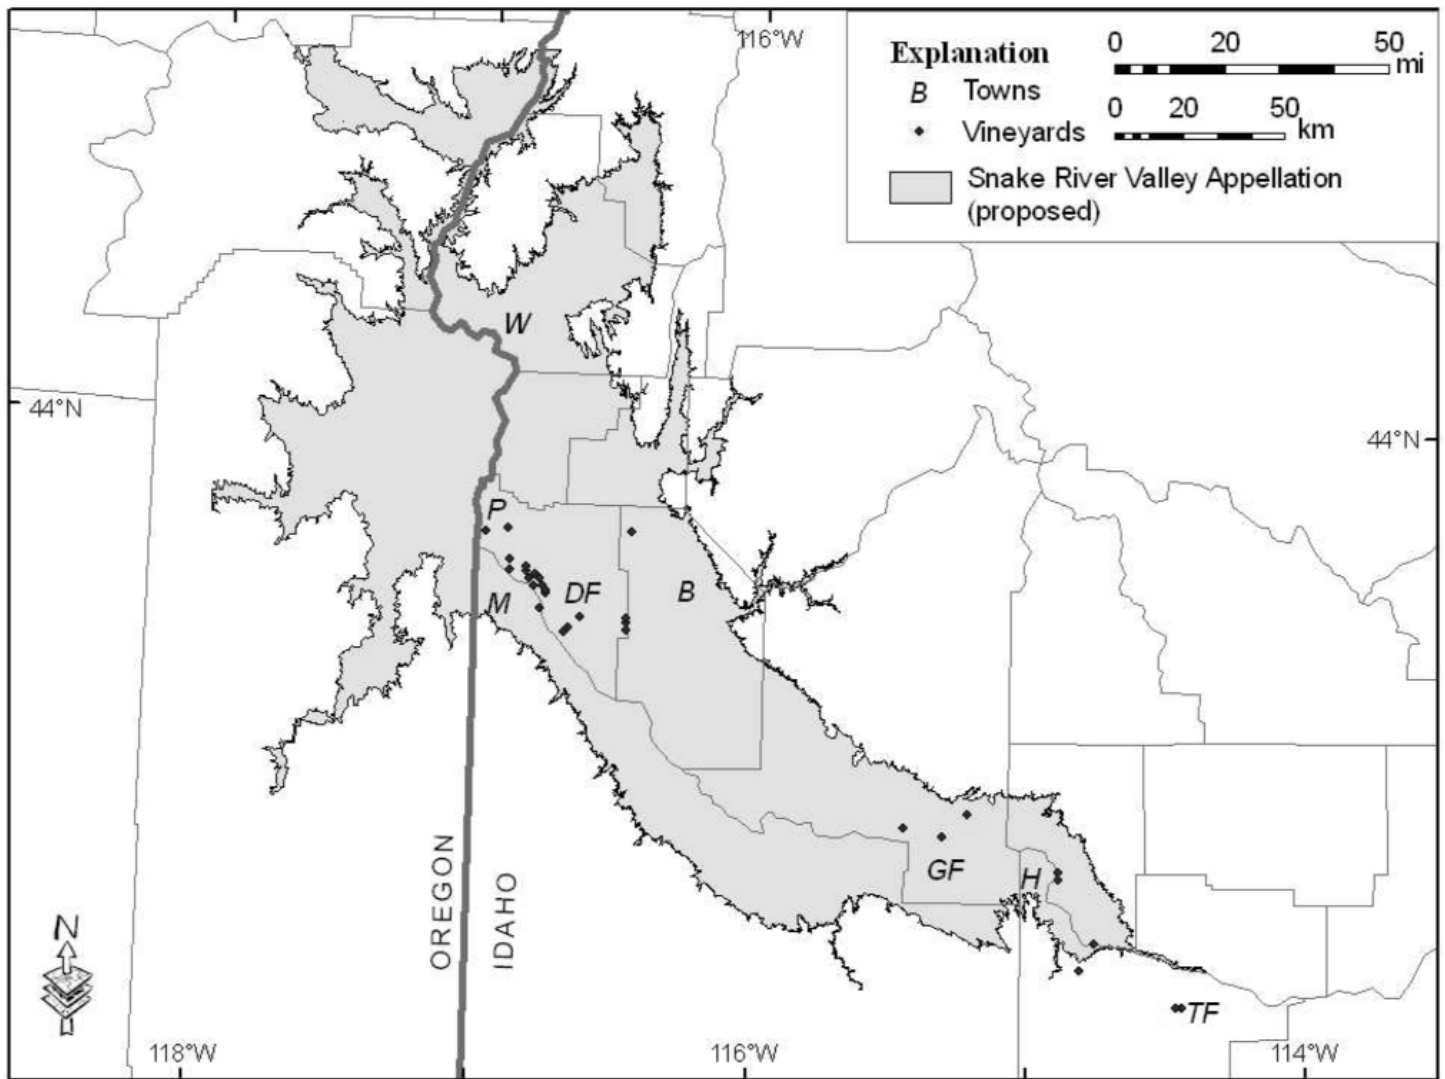 116°W
Explanation
B Towns
Vineyards
Snake River Valley Appellation
(proposed)
0 20 50
mi
0 20 50
km
W
44°N
44°N
P
M
DF
B
GF
H
OREGON
IDAHO
N
TF
118°W
116°W
114°W